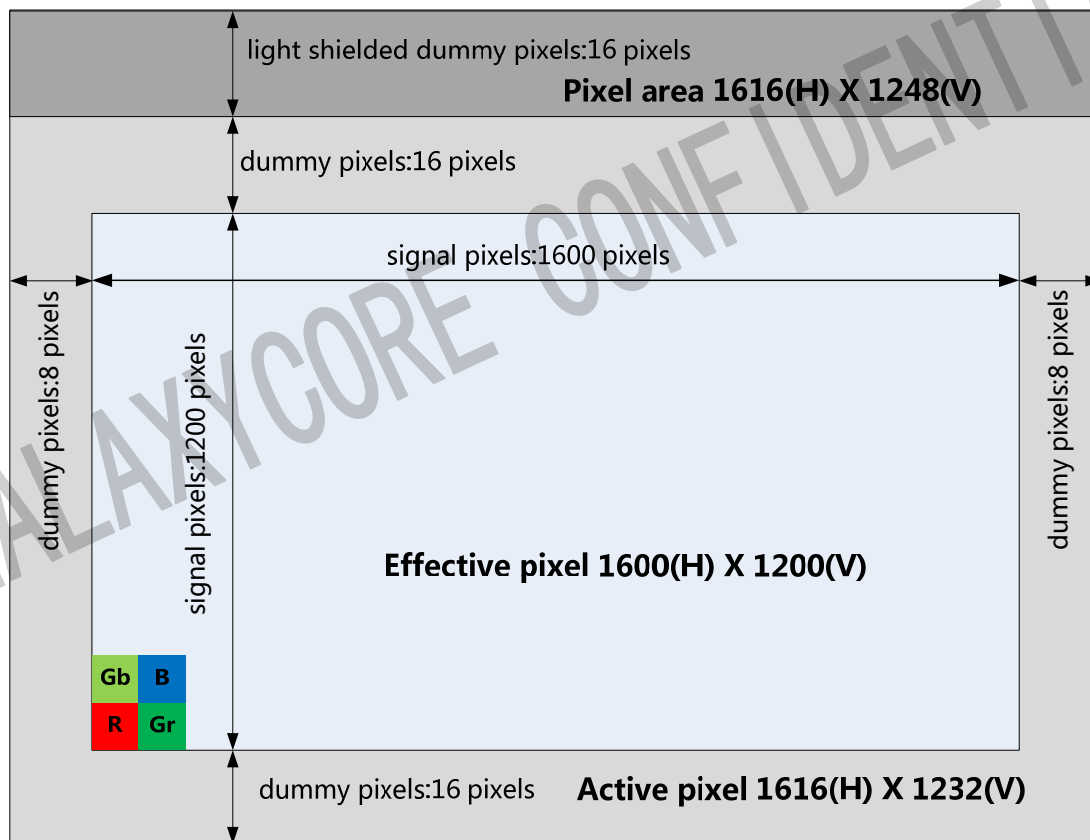 light shielded dummy pixels:16 pixels
Pixel area 1616(H) X 1248(V)
dummy pixels:16 pixels
signal pixels:1600 pixels
dummy pixels:8 pixels
signal pixels:1200 pixels
dummy pixels:8 pixels
Effective pixel 1600(H) X 1200(V)
Gb B
R Gr
dummy pixels:16 pixels
Active pixel 1616(H) X 1232(V)
ALAXYCORE CONFIDENTI